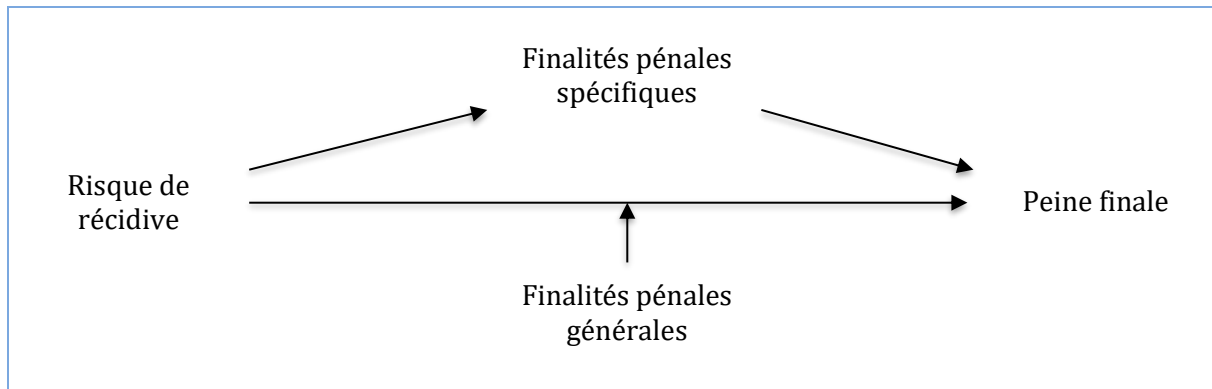 Finalités pénales
spécifiques
Risque de
récidive
Peine finale
Finalités pénales
générales